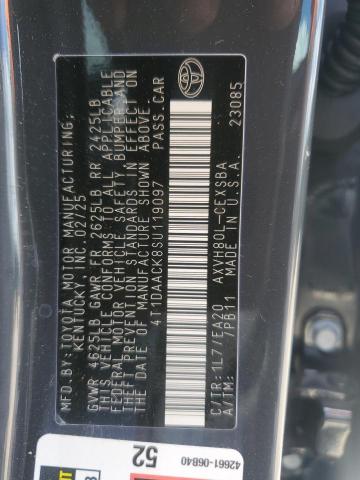 MFD.BY:TOYOTA MOTOR MANUFACTURING,
KENTUCKY, INC. 02/25
GVWR 4625LB GAWR FR 2625LB RR 2425LB
THIS VEHICLE CONFORMS TO ALL APPLICABLE
FEDERAL MOTOR VEHICLE SAFETY BUMPER,AND
THEFT PREVENTION STANDARDS IN EFFECT ON
THE DATE OF MANUFACTURE SHOWN ABOVE.
4T1DAACK8SU119097 PASS.CAR
C/TR:1L7/EA20 AXVH80L-CEXSBA
A/TM: /PB11 U.S.A. 23085
42661-06B40
52